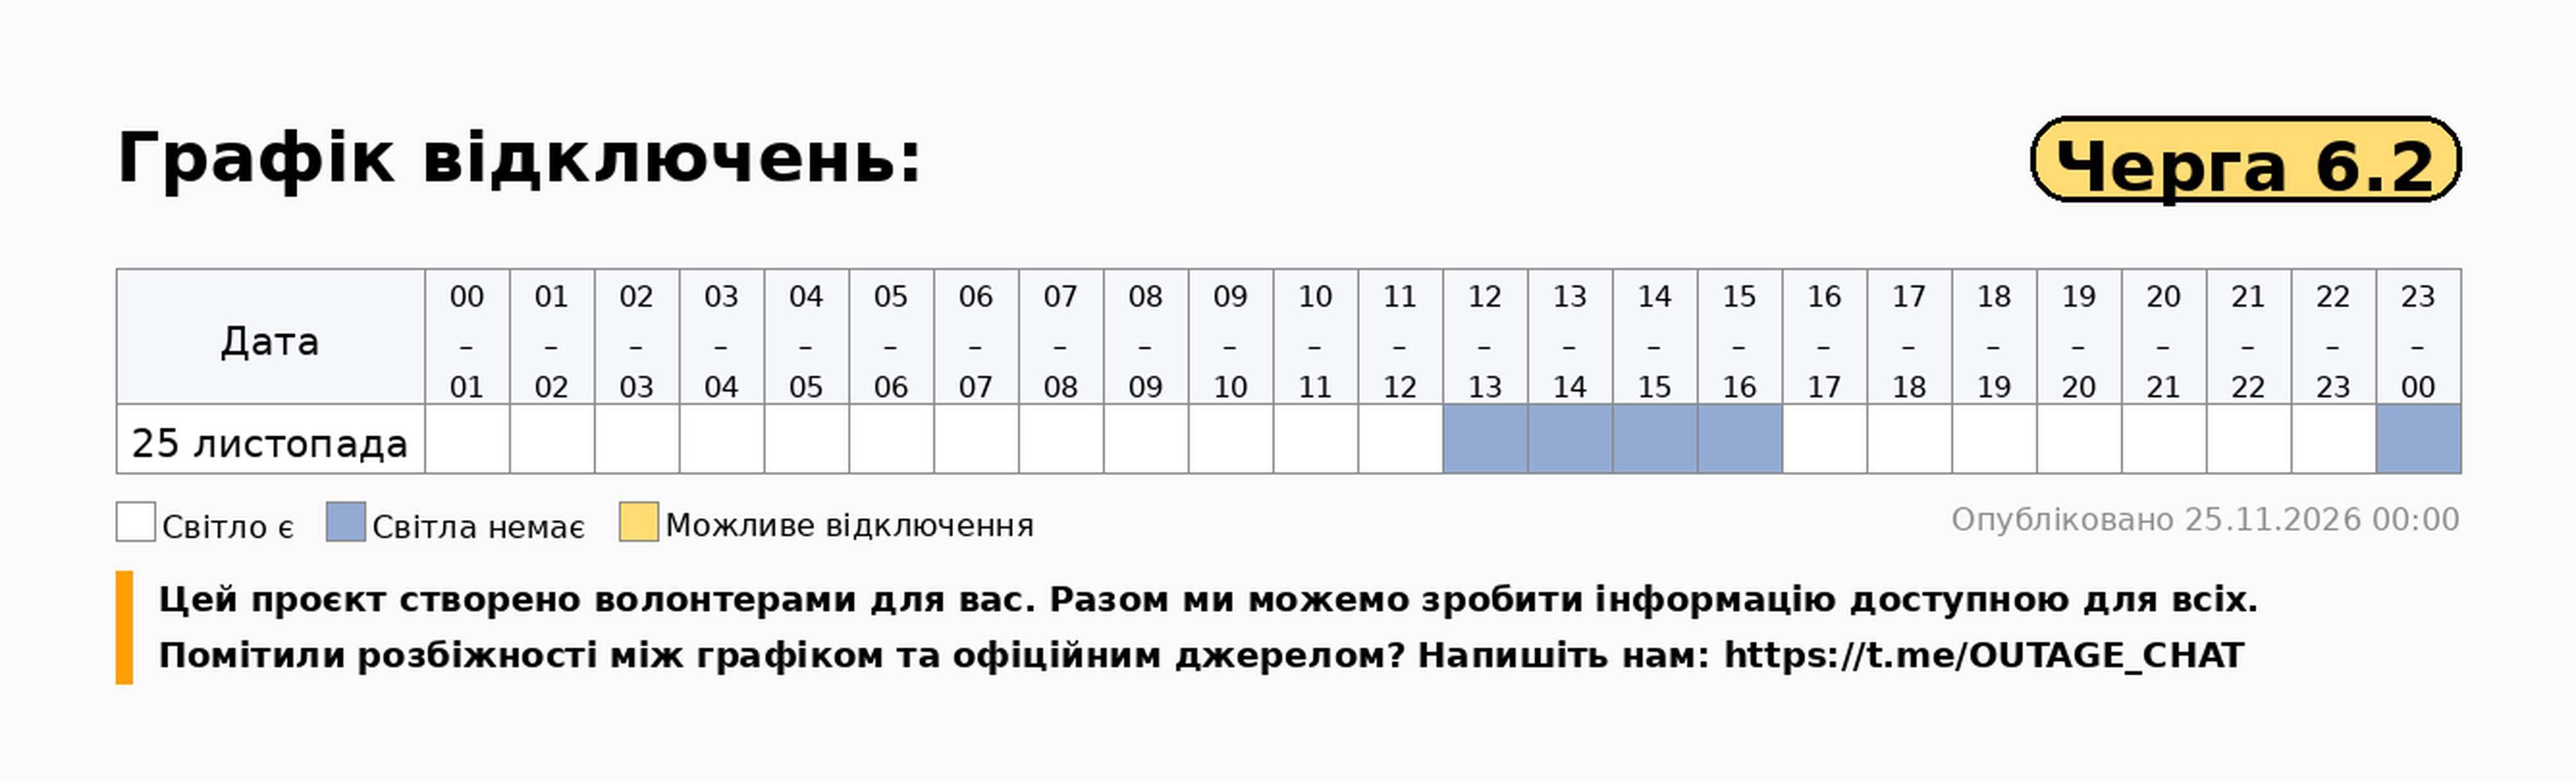 Графік відключень:
Черга 6.2
Дата 00 – 01 01 – 02 02 – 03 03 – 04 04 – 05 05 – 06 06 – 07 07 – 08 08 – 09 09 – 10 10 – 11 11 – 12 12 – 13 13 – 14 14 – 15 15 – 16 16 – 17 17 – 18 18 – 19 19 – 20 20 – 21 21 – 22 22 – 23 23 – 00
25 листопада
Світло є Світла немає Можливе відключення
Опубліковано 25.11.2026 00:00
Цей проєкт створено волонтерами для вас. Разом ми можемо зробити інформацію доступною для всіх.
Помітили розбіжності між графіком та офіційним джерелом? Напишіть нам: https://t.me/OUTAGE_CHAT